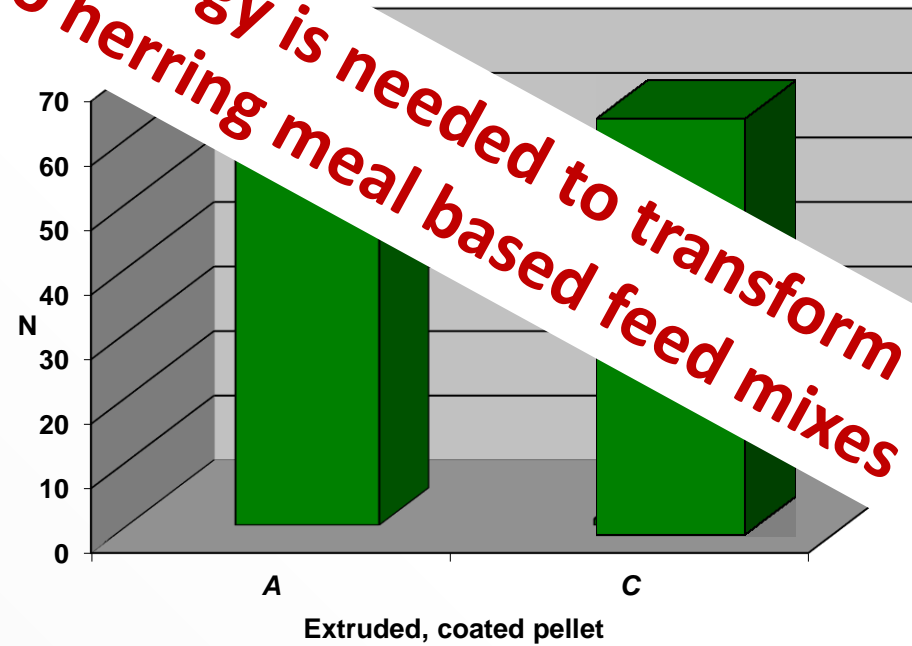 gy is needed to transform
herring meal based feed mixes
70
60
50
40
30
20
10
0
N
A
C
Extruded, coated pellet